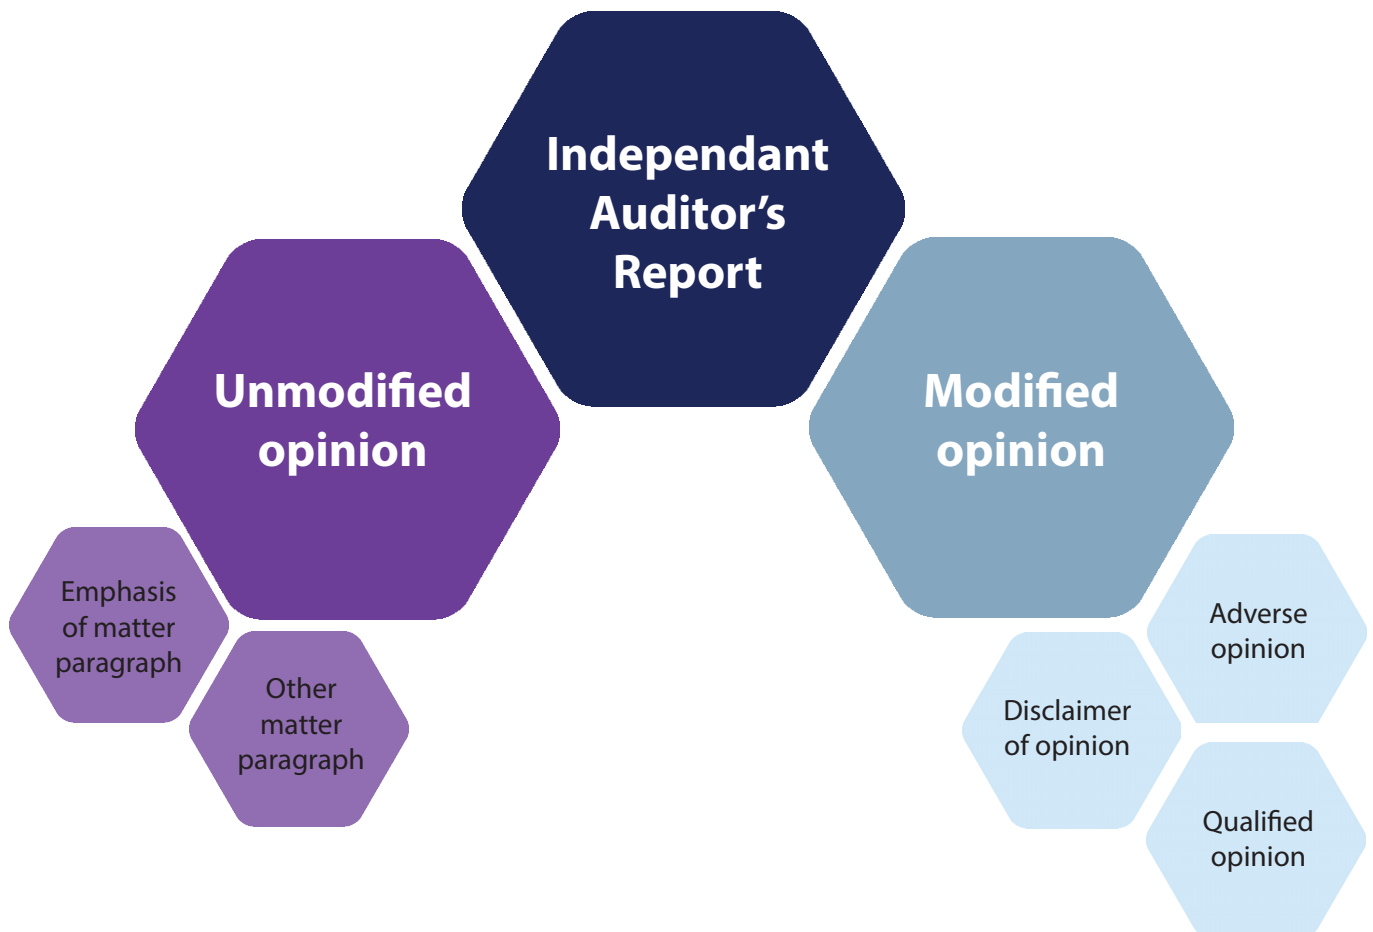 Independant
Auditor’s
Report
Unmodified
opinion
Modified
opinion
Emphasis
of matter
paragraph
Other
matter
paragraph
Adverse
opinion
Disclaimer
of opinion
Qualified
opinion